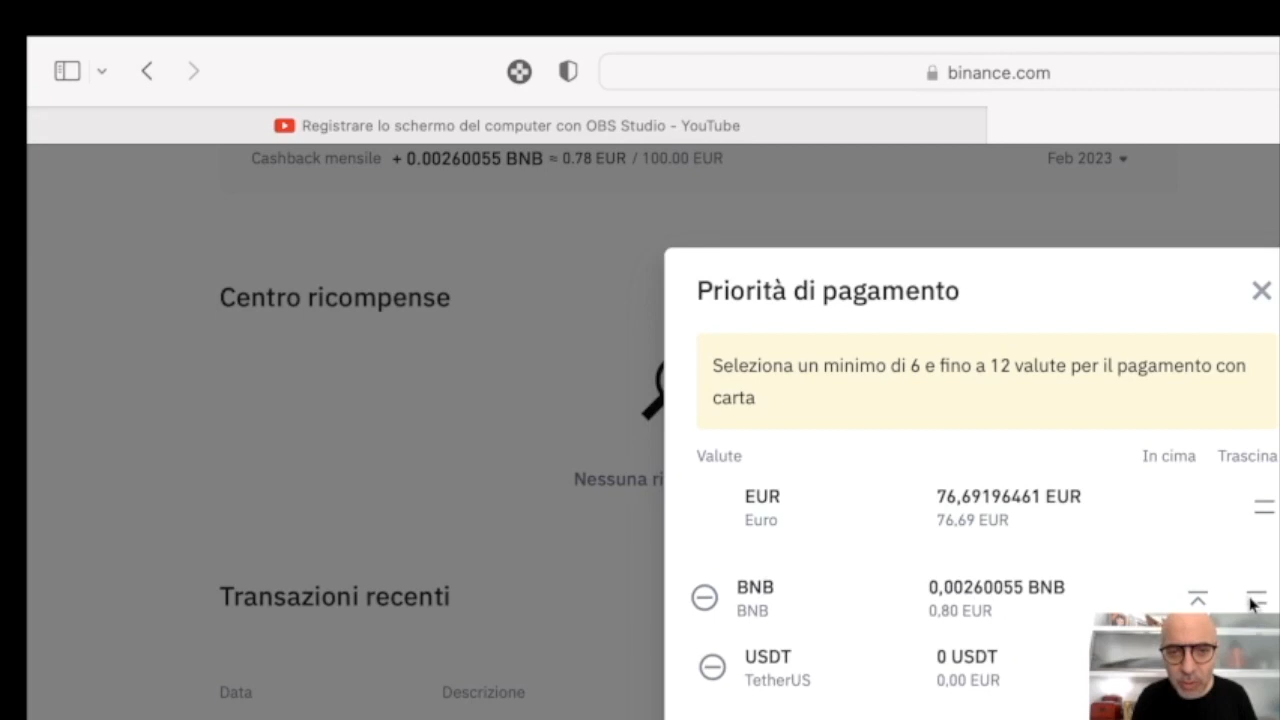 binance.com
Registrare lo schermo del computer con OBS Studio - YouTube
Cashback mensile + 0.00260055 BNB ≈ 0.78 EUR / 100.00 EUR
Feb 2023
Centro ricompense
Priorità di pagamento
Seleziona un minimo di 6 e fino a 12 valute per il pagamento con
carta
Valute In cima Trascina
Nessuna ri
EUR 76,69196461 EUR
Euro 76,69 EUR
BNB 0,00260055 BNB
BNB 0,80 EUR
Transazioni recenti
USDT 0 USDT
TetherUS 0,00 EUR
Data Descrizione